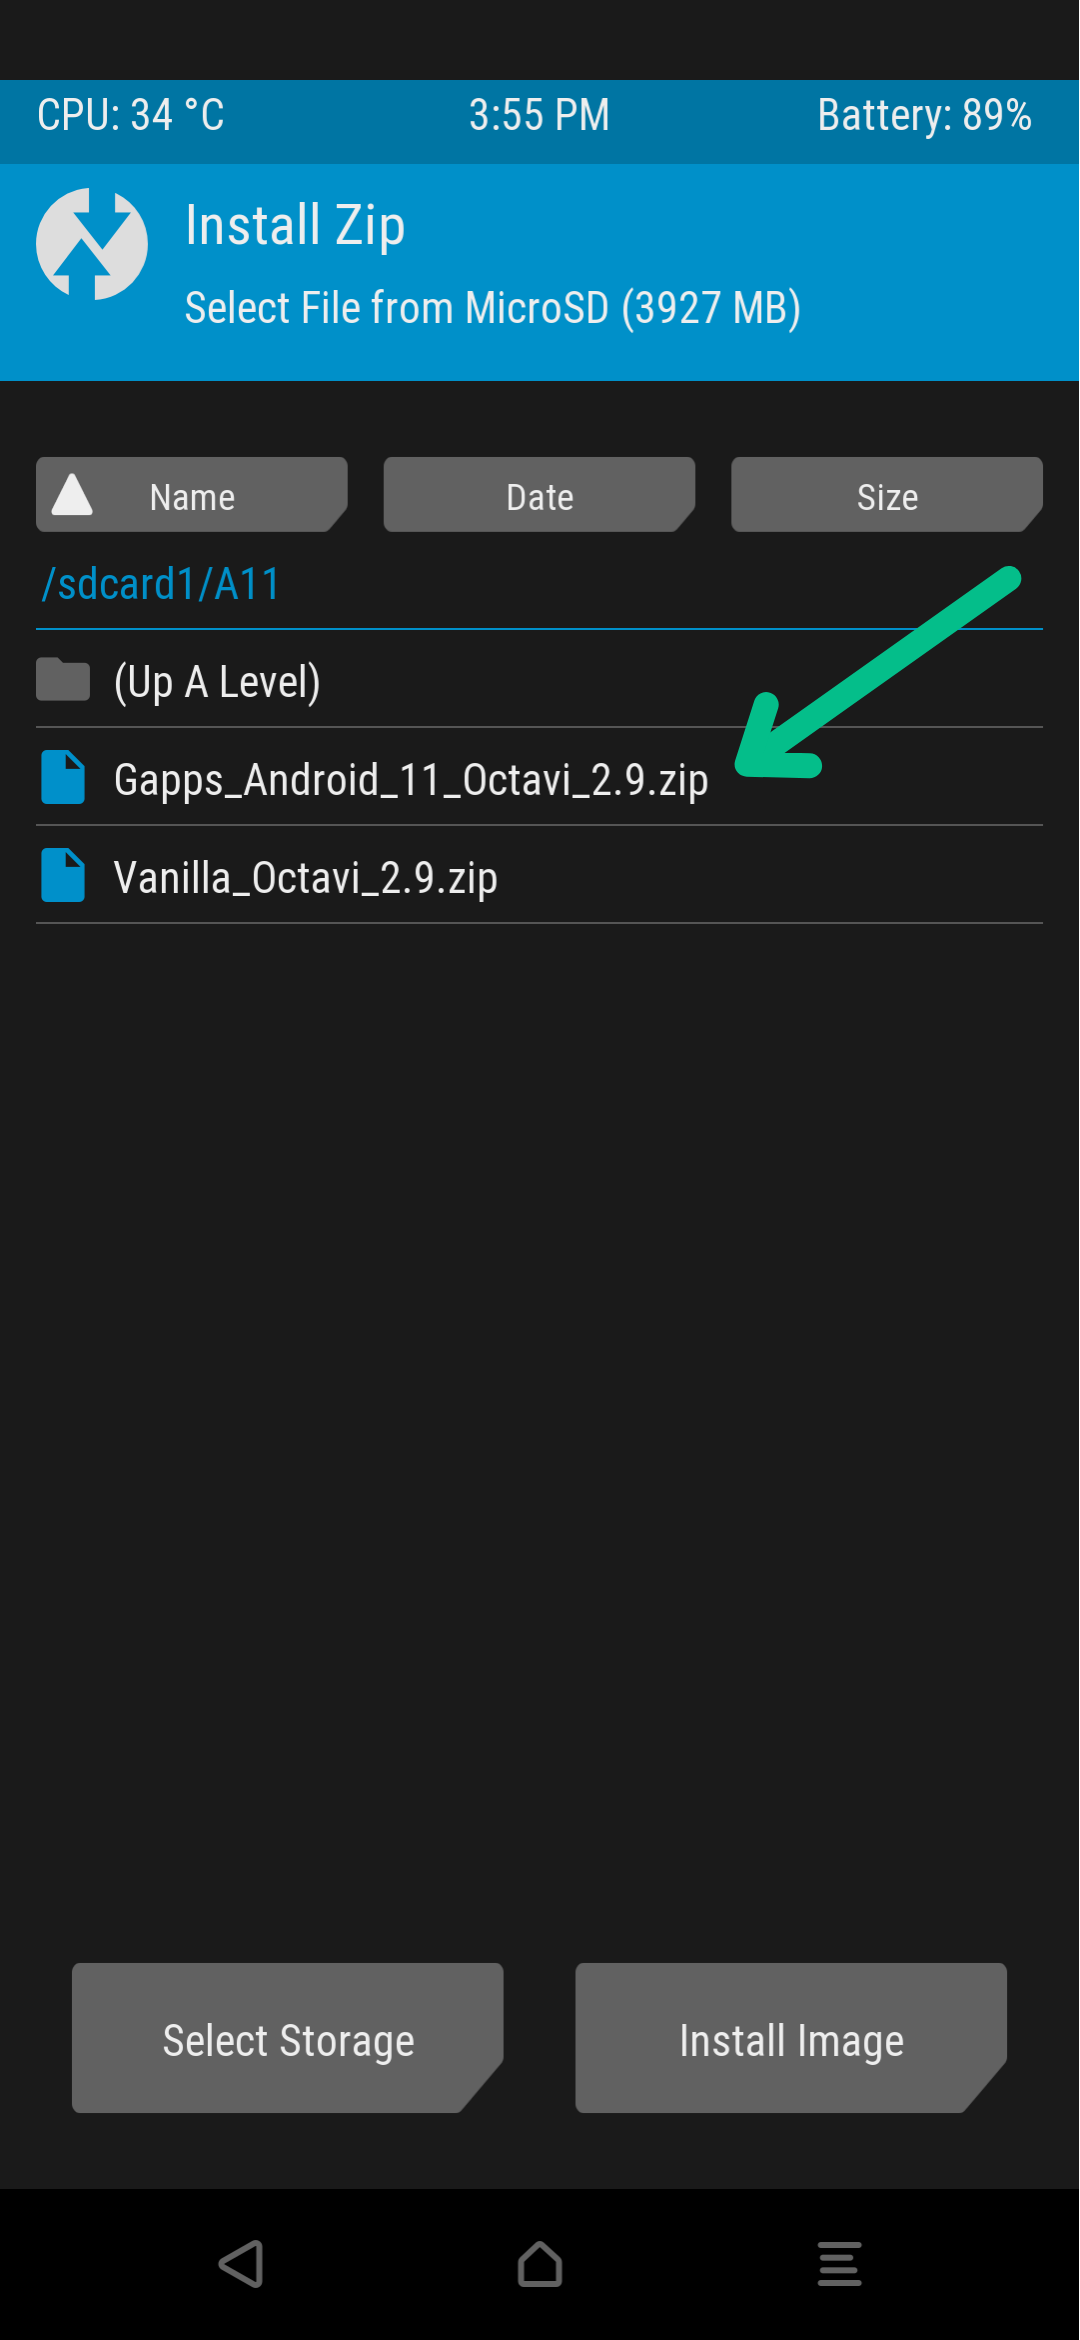 CPU: 34 °C 3:55 PM Battery: 89%
Install Zip
Select File from MicroSD (3927 MB)
Name Date Size
/sdcard1/A11
(Up A Level)
Gapps_Android_11_Octavi_2.9.zip
Vanilla_Octavi_2.9.zip
Select Storage Install Image